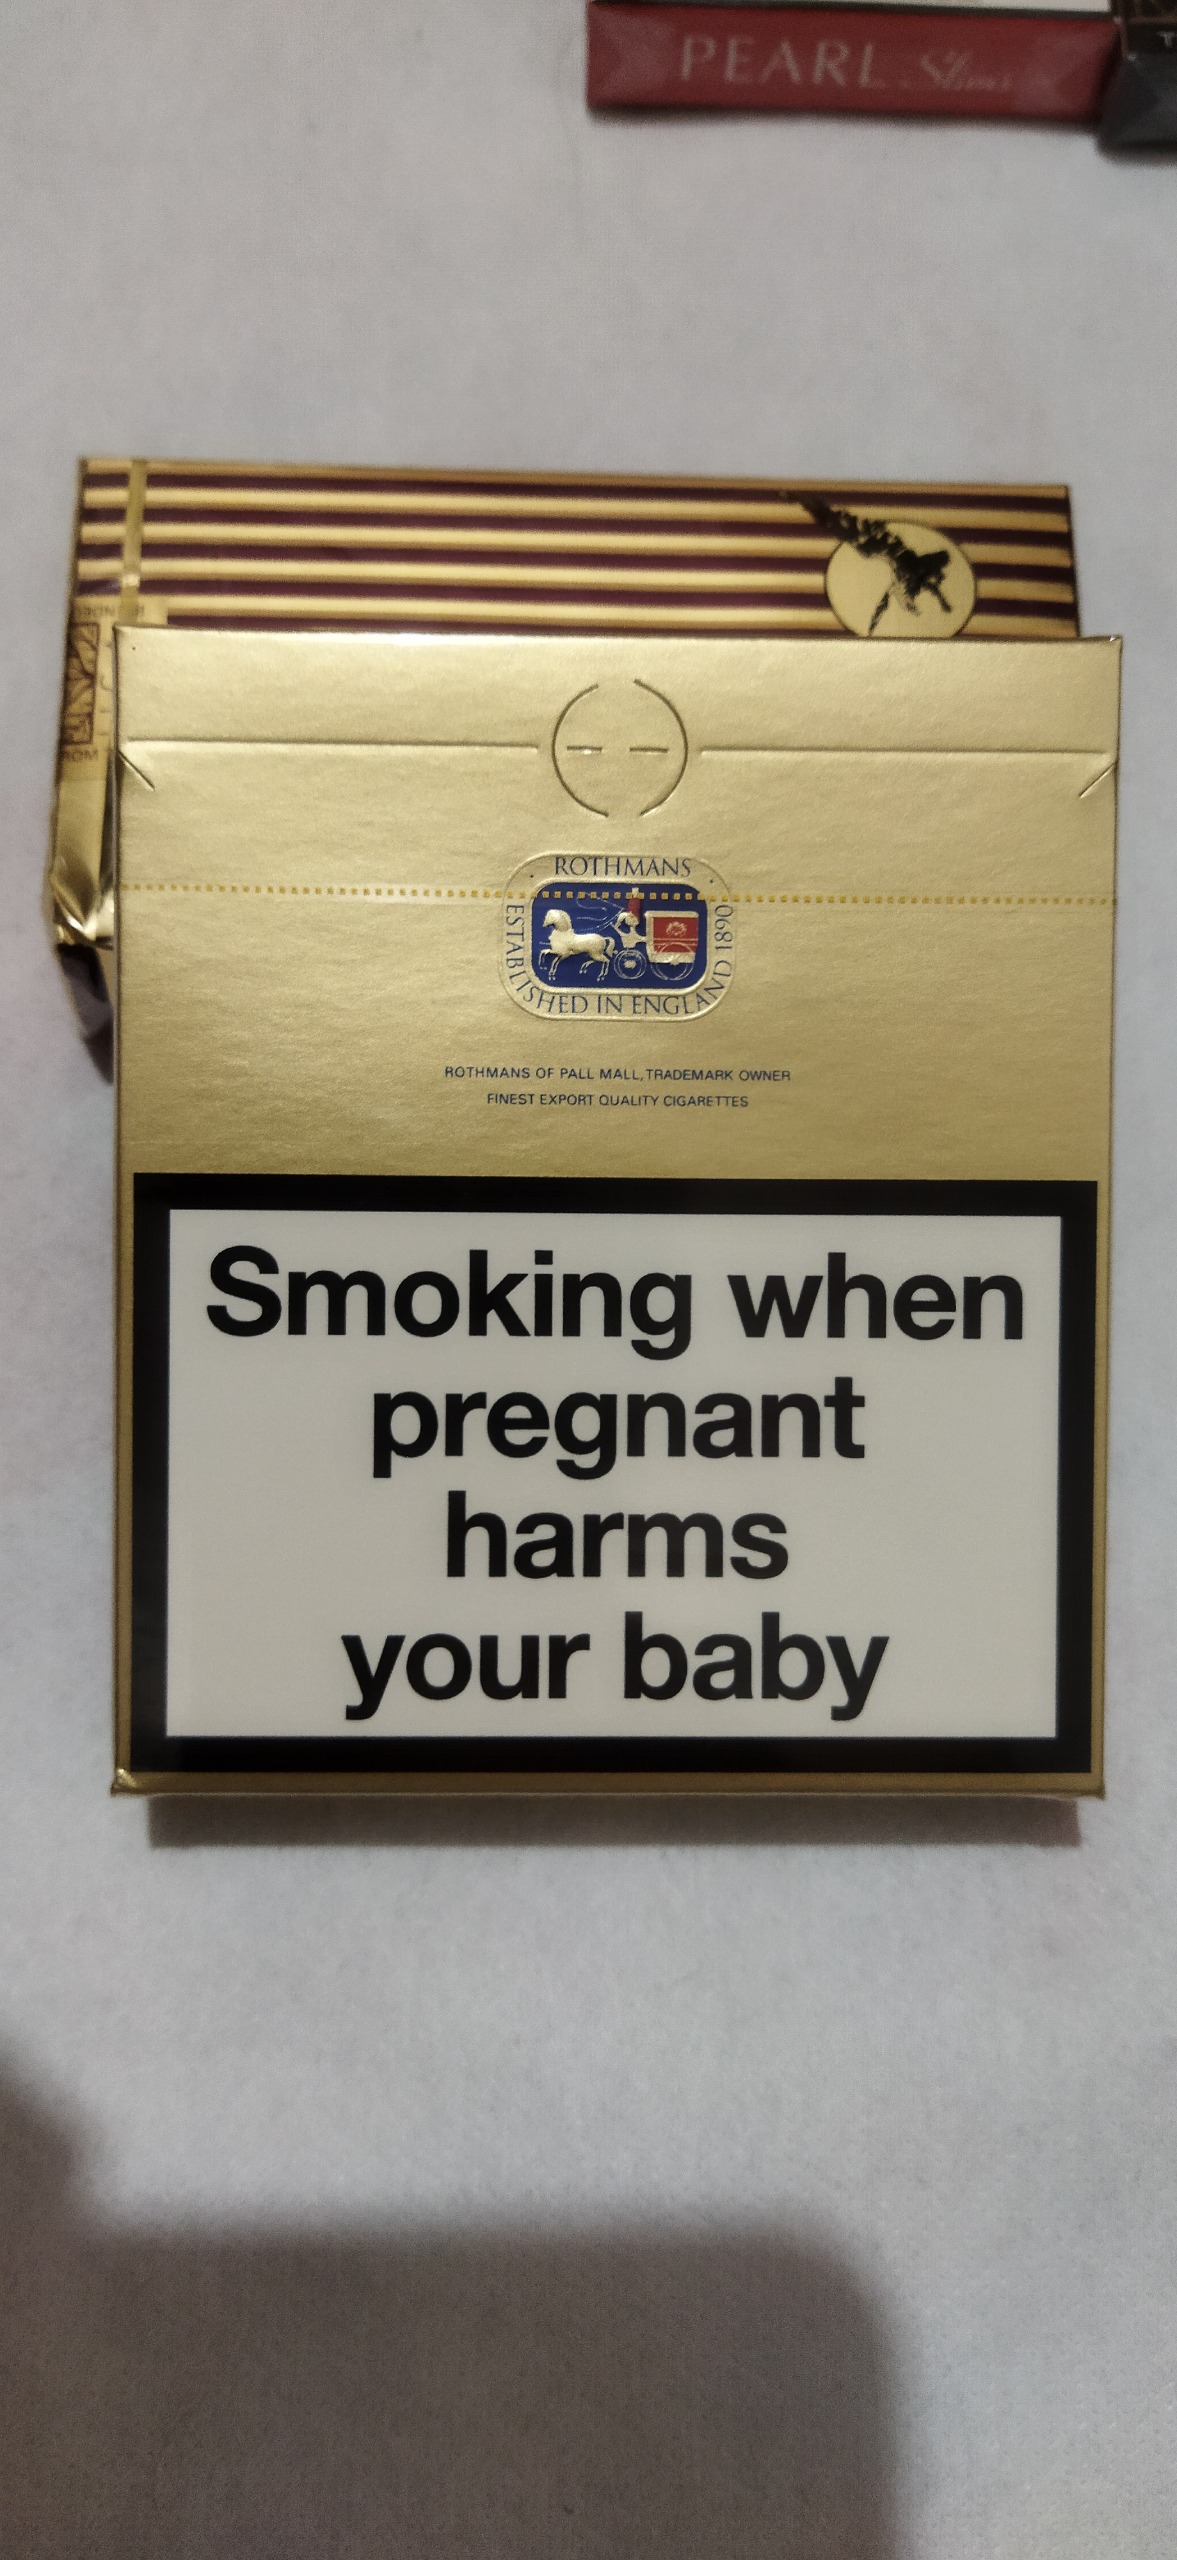 PEARL Slims
ROTHMANS
ESTABLISHED IN ENGLAND 1890
ROTHMANS OF PALL MALL, TRADEMARK OWNER
FINEST EXPORT QUALITY CIGARETTES
Smoking when
pregnant
harms
your baby